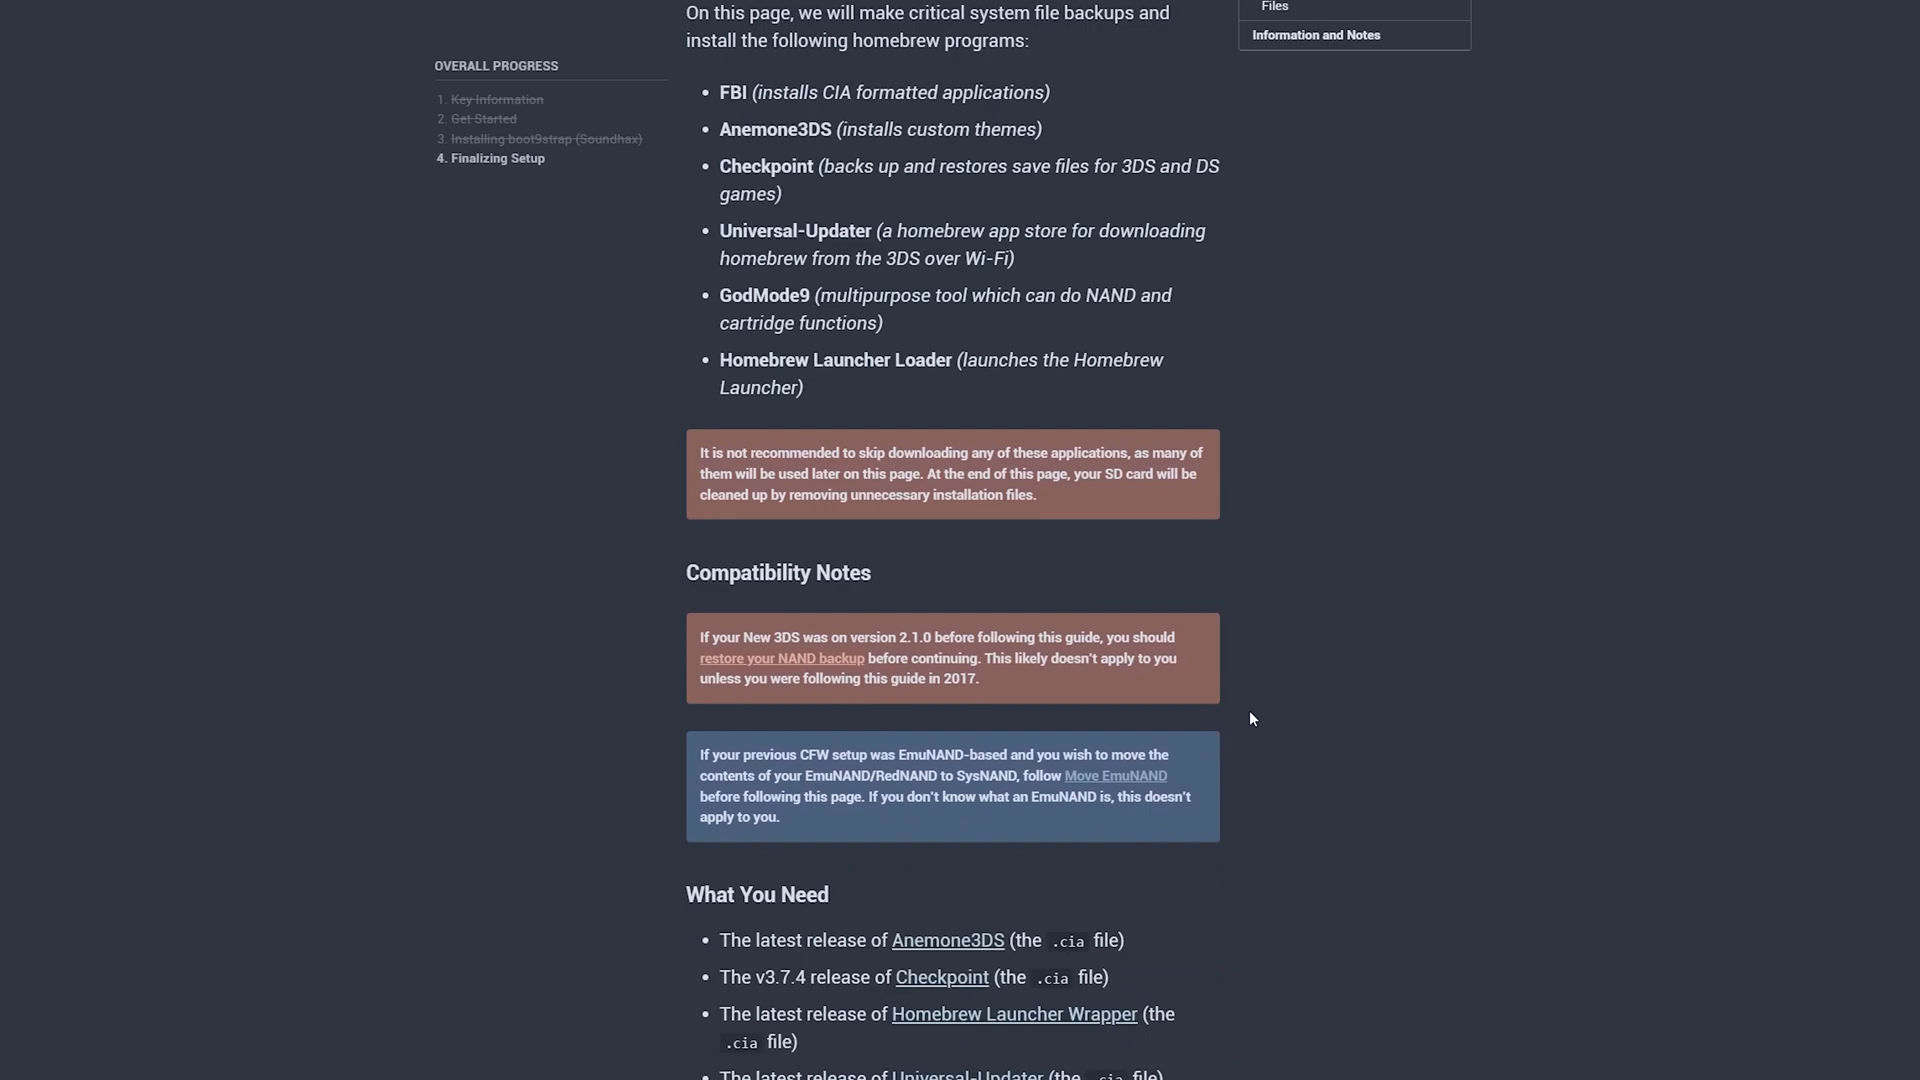 On this page, we will make critical system file backups and
install the following homebrew programs:
Files
Information and Notes
OVERALL PROGRESS
1. Key Information
2. Get Started
3. Installing boot9strap (Soundhax)
4. Finalizing Setup
• FBI (installs CIA formatted applications)
• Anemone3DS (installs custom themes)
• Checkpoint (backs up and restores save files for 3DS and DS
games)
• Universal-Updater (a homebrew app store for downloading
homebrew from the 3DS over Wi-Fi)
• GodMode9 (multipurpose tool which can do NAND and
cartridge functions)
• Homebrew Launcher Loader (launches the Homebrew
Launcher)
It is not recommended to skip downloading any of these applications, as many of
them will be used later on this page. At the end of this page, your SD card will be
cleaned up by removing unnecessary installation files.
Compatibility Notes
If your New 3DS was on version 2.1.0 before following this guide, you should
restore your NAND backup before continuing. This likely doesn't apply to you
unless you were following this guide in 2017.
If your previous CFW setup was EmuNAND-based and you wish to move the
contents of your EmuNAND/RedNAND to SysNAND, follow Move EmuNAND
before following this page. If you don't know what an EmuNAND is, this doesn't
apply to you.
What You Need
• The latest release of Anemone3DS (the .cia file)
• The v3.7.4 release of Checkpoint (the .cia file)
• The latest release of Homebrew Launcher Wrapper (the
.cia file)
• The latest release of Universal-Updater (the .cia file)